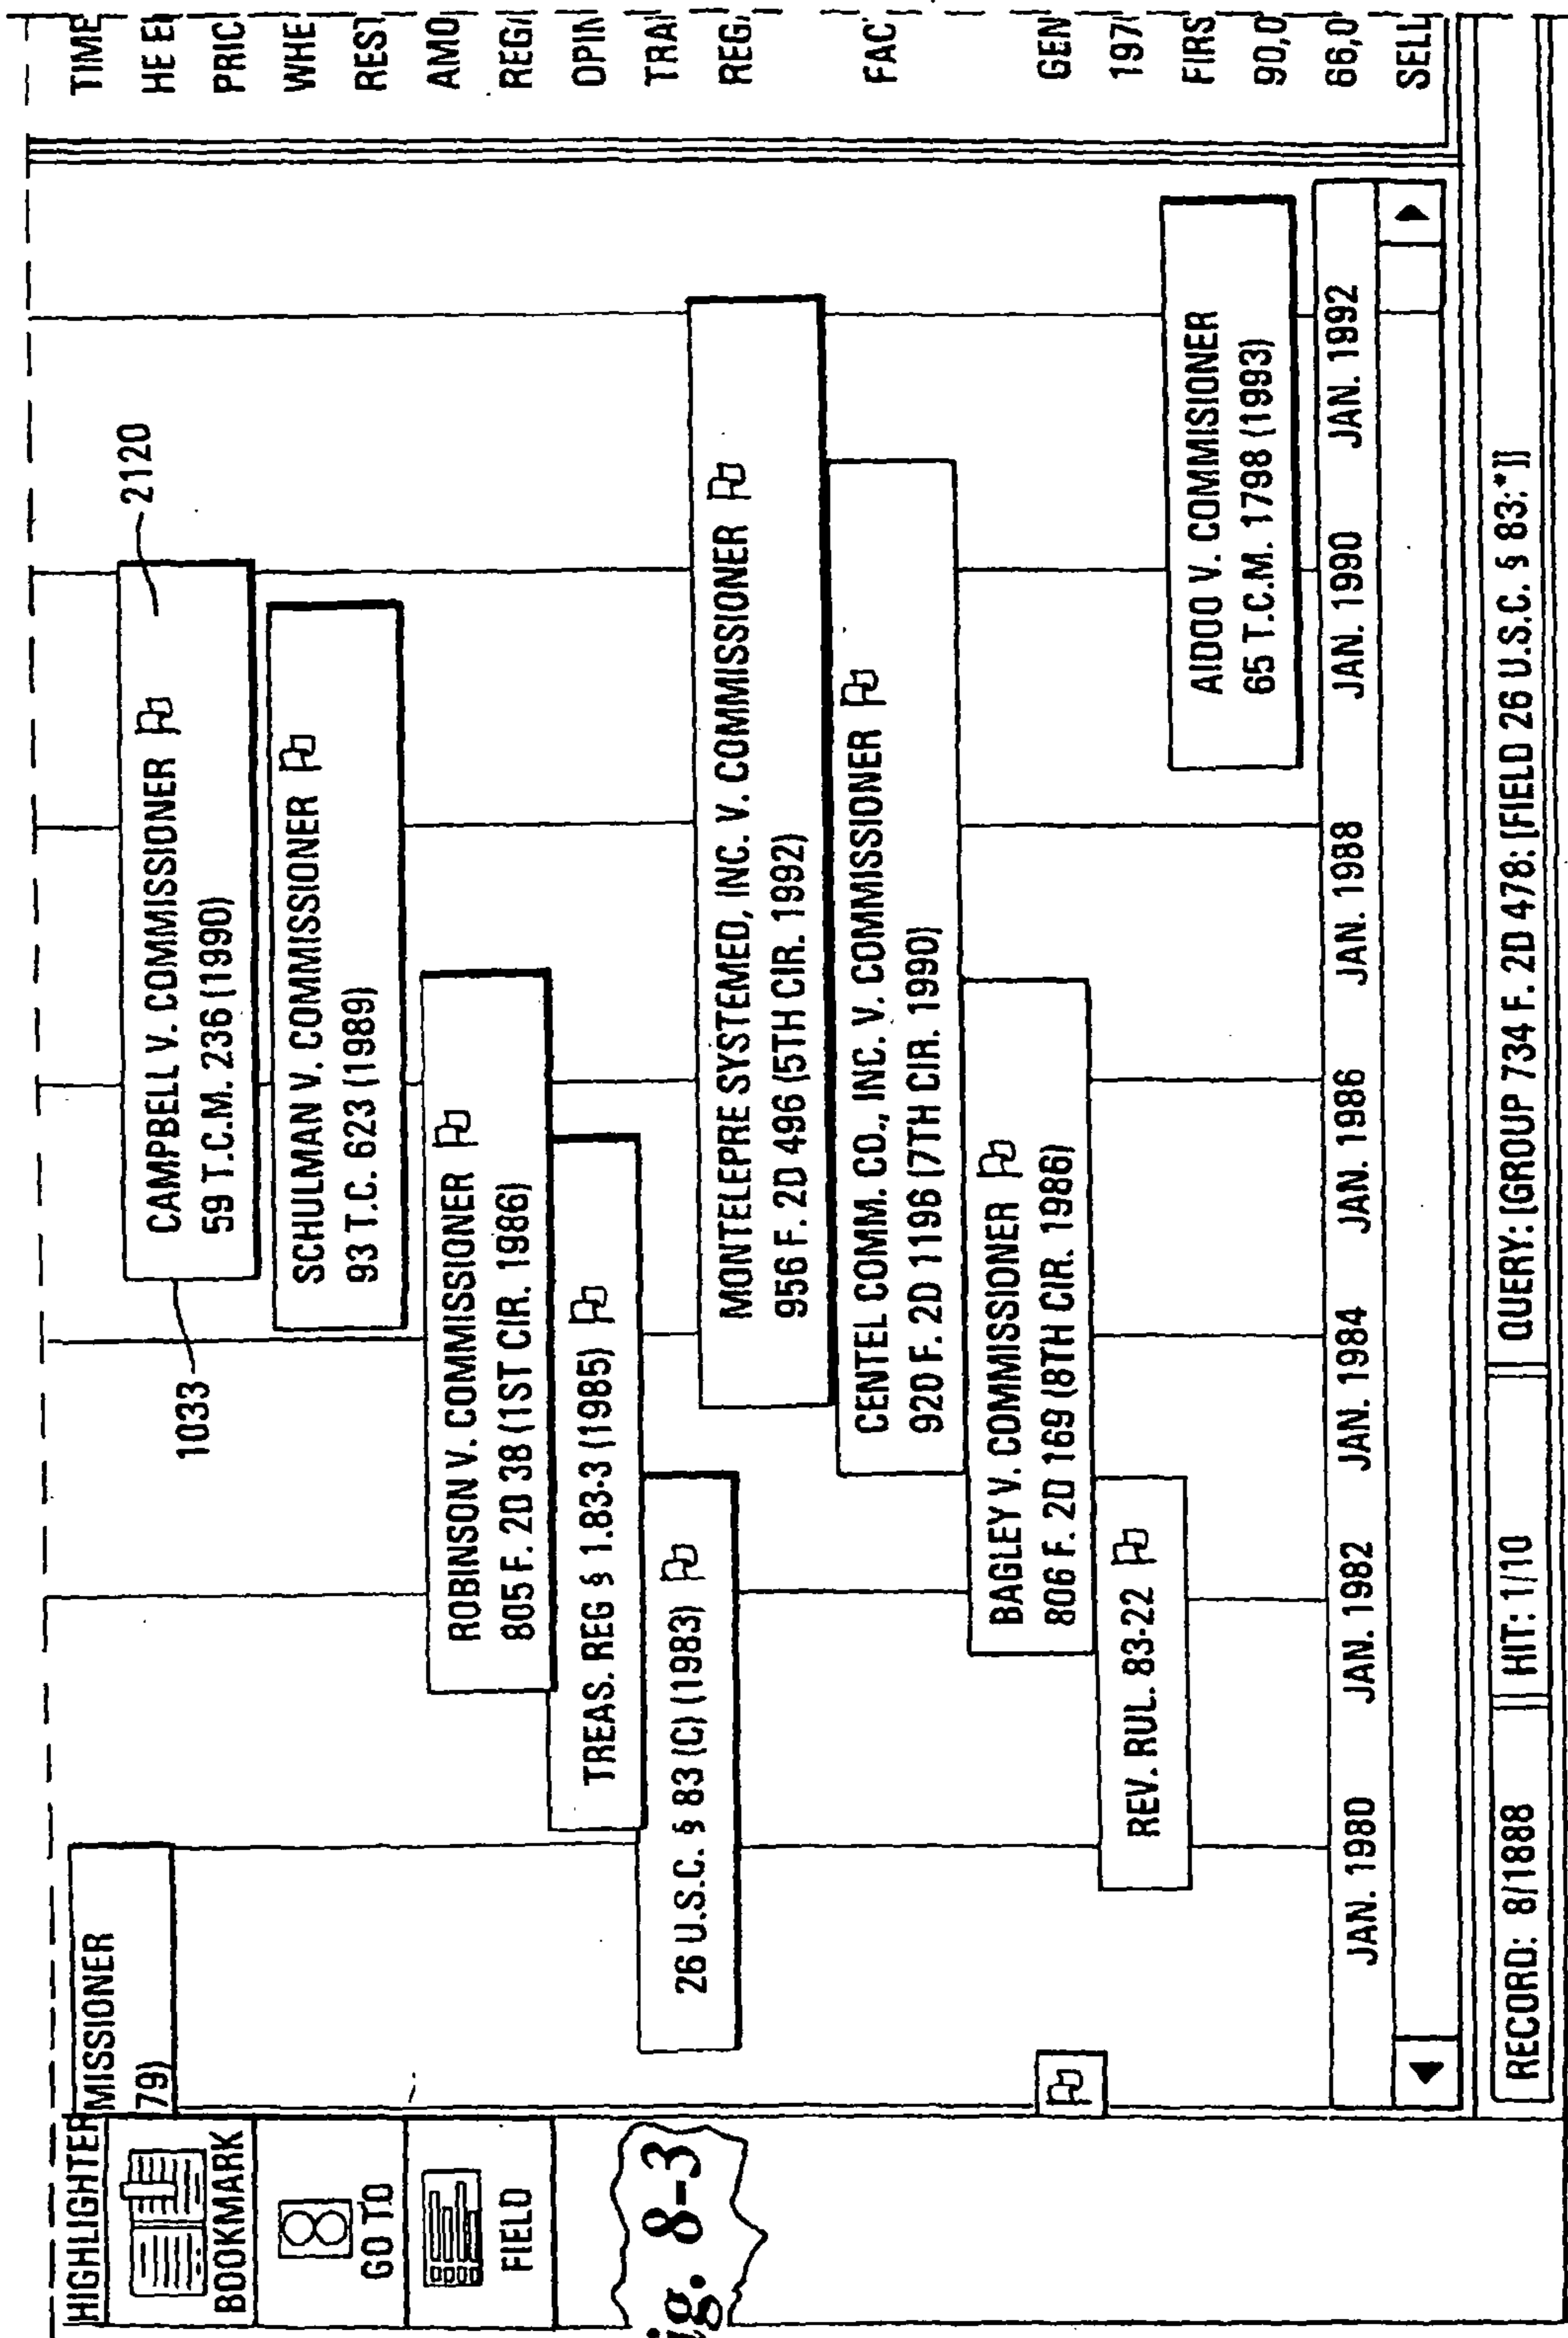 HIGHLIGHTER
BOOKMARK
GO TO
FIELD
ig. 8-3
MISSIONER
79)
1033
2120
CAMPBELL V. COMMISSIONER
59 T.C.M. 236 (1990)
SCHULMAN V. COMMISSIONER
93 T.C. 623 (1989)
ROBINSON V. COMMISSIONER
805 F. 2D 38 (1ST CIR. 1986)
TREAS. REG § 1.83-3 (1985)
26 U.S.C. § 83 (C) (1983)
MONTELEPRE SYSTEMED, INC. V. COMMISSIONER
956 F. 2D 496 (5TH CIR. 1992)
CENTEL COMM. CO., INC. V. COMMISSIONER
920 F. 2D 1196 (7TH CIR. 1990)
BAGLEY V. COMMISSIONER
806 F. 2D 169 (8TH CIR. 1986)
REV. RUL. 83-22
AIDOO V. COMMISIONER
65 T.C.M. 1798 (1993)
JAN. 1980 JAN. 1982 JAN. 1984 JAN. 1986 JAN. 1988 JAN. 1990 JAN. 1992
RECORD: 8/1888 HIT: 1/10 QUERY: [GROUP 734 F. 2D 478: [FIELD 26 U.S.C. § 83:*]]
TIME
HE E
PRIC
WHE
REST
AMO
REGA
OPIN
TRA
REGA
FAC
GEN
197
FIRS
90,0
66,0
SELL